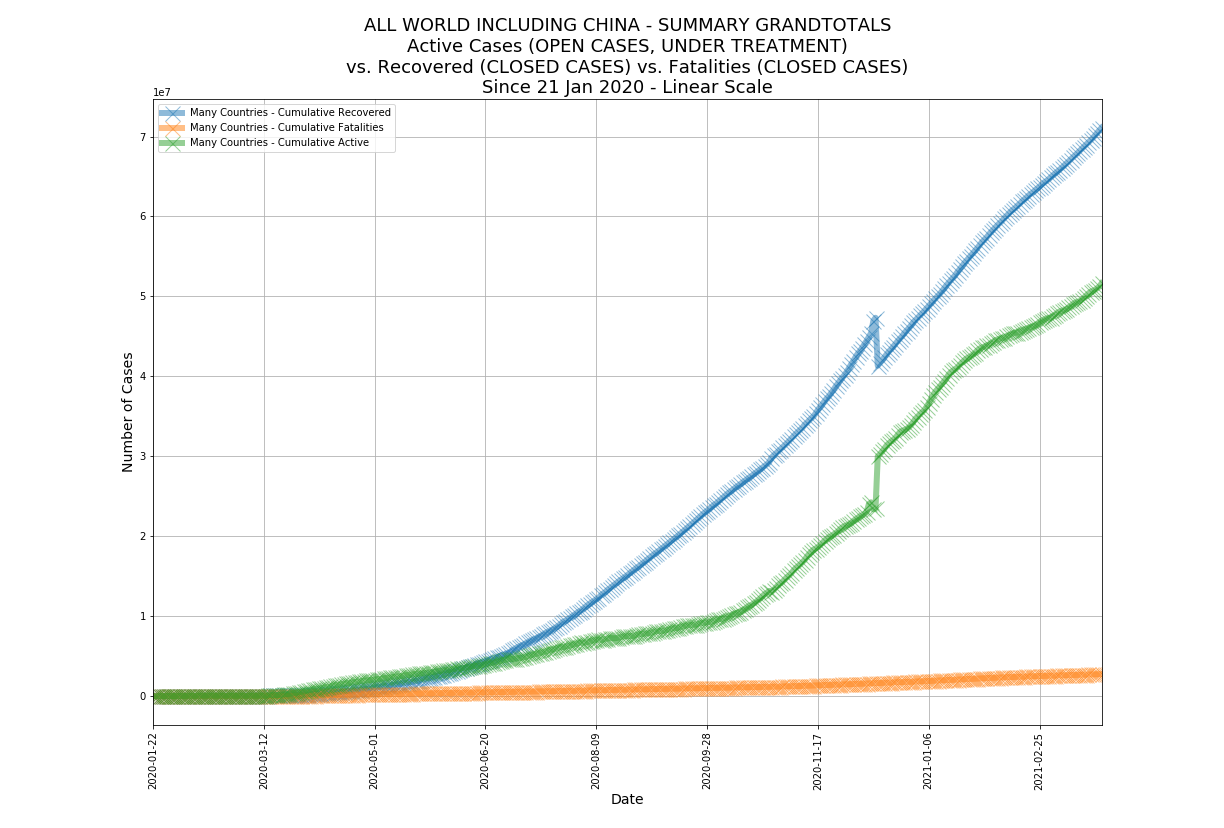 ALL WORLD INCLUDING CHINA - SUMMARY GRANDTOTALS
Active Cases (OPEN CASES, UNDER TREATMENT)
vs. Recovered (CLOSED CASES) vs. Fatalities (CLOSED CASES)
Since 21 Jan 2020 - Linear Scale
1e7
Many Countries - Cumulative Recovered
Many Countries - Cumulative Fatalities
Many Countries - Cumulative Active
7
6
5
4
3
2
1
0
Number of Cases
2020-01-22
2020-03-12
2020-05-01
2020-06-20
2020-08-09
2020-09-28
2020-11-17
2021-01-06
2021-02-25
Date